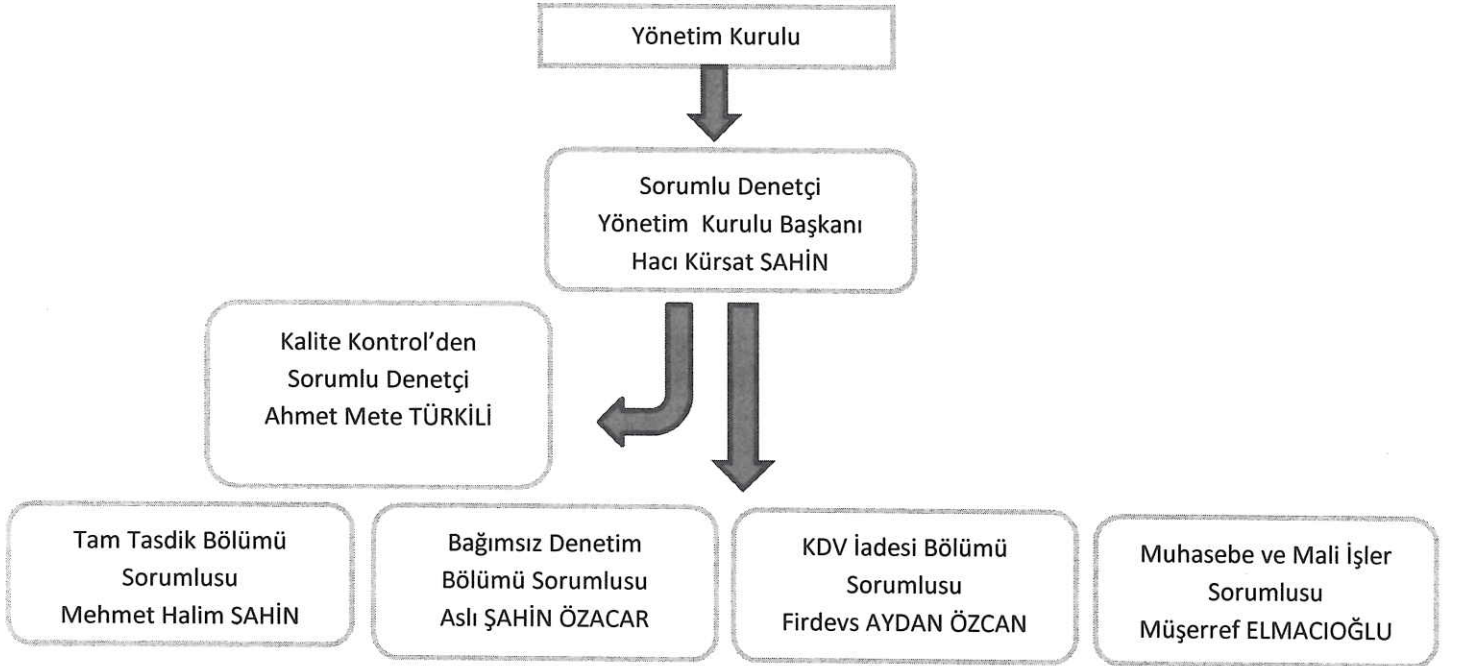 Yönetim Kurulu
Sorumlu Denetçi
Yönetim Kurulu Başkanı
Hacı Kürsat SAHİN
Kalite Kontrol’den
Sorumlu Denetçi
Ahmet Mete TÜRKİLİ
Tam Tasdik Bölümü
Sorumlusu
Mehmet Halim SAHİN
Bağımsız Denetim
Bölümü Sorumlusu
Aslı ŞAHİN ÖZACAR
KDV İadesi Bölümü
Sorumlusu
Firdevs AYDAN ÖZCAN
Muhasebe ve Mali İşler
Sorumlusu
Müşerref ELMACIOĞLU